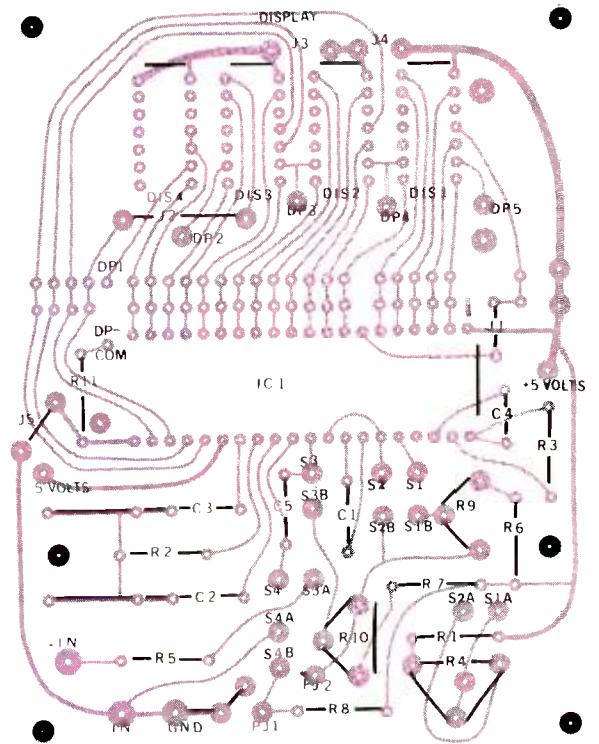 DISPLAY
J3
J4
DIS4
DIS3
DIS2
DIS1
DP3
DP4
DP5
J2
DP2
DP1
DP-
COM
J1
R11
IC1
+5 VOLTS
C4
J5
R3
S3
S2
S1
5 VOLTS
S3B
R9
C3
C5
C1
S2B
S1B
R6
R2
S4
S3A
R7
C2
S2A
S1A
S4A
-IN
R10
R1
R5
S4B
R4
PJ2
IN
GND
PJ1
R8